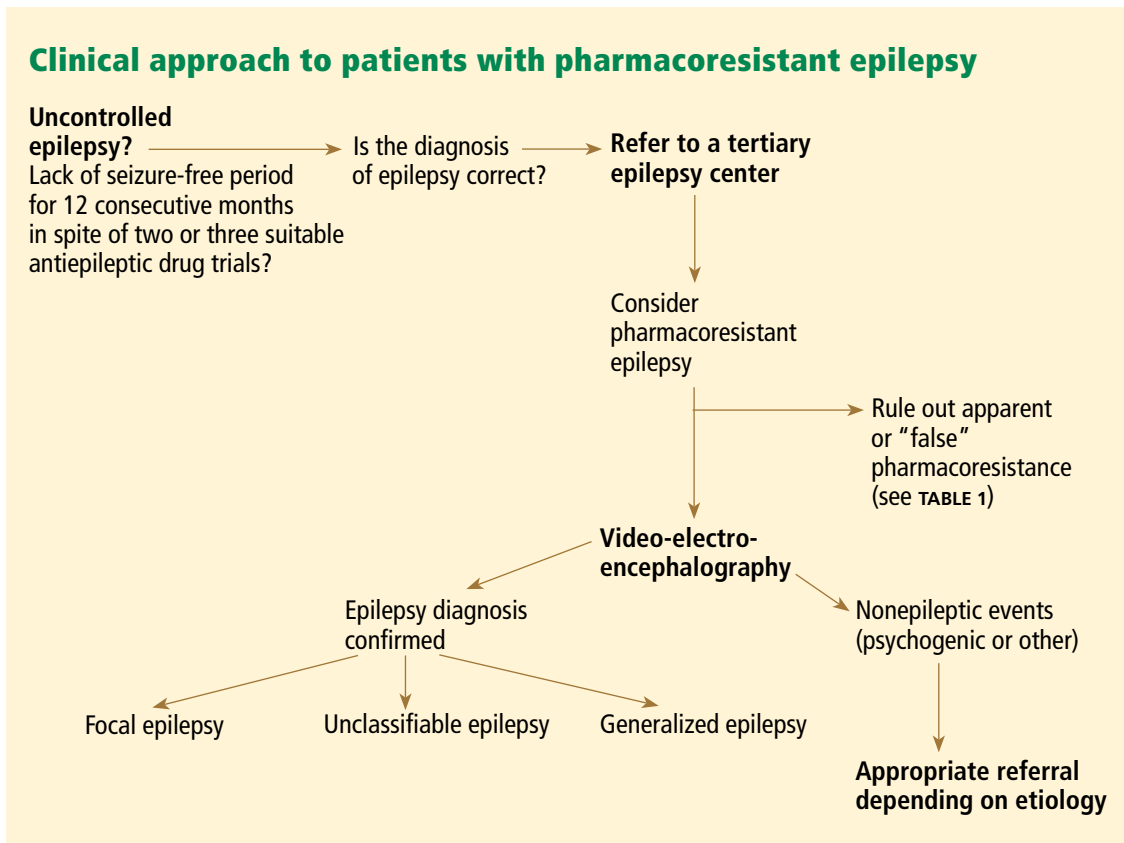 Clinical approach to patients with pharmacoresistant epilepsy
Uncontrolled
epilepsy?
Lack of seizure-free period
for 12 consecutive months
in spite of two or three suitable
antiepileptic drug trials?
Is the diagnosis
of epilepsy correct?
Refer to a tertiary
epilepsy center
Consider
pharmacoresistant
epilepsy
Rule out apparent
or “false”
pharmacoresistance
(see TABLE 1)
Video-electro-
encephalography
Epilepsy diagnosis
confirmed
Nonepileptic events
(psychogenic or other)
Focal epilepsy
Unclassifiable epilepsy
Generalized epilepsy
Appropriate referral
depending on etiology